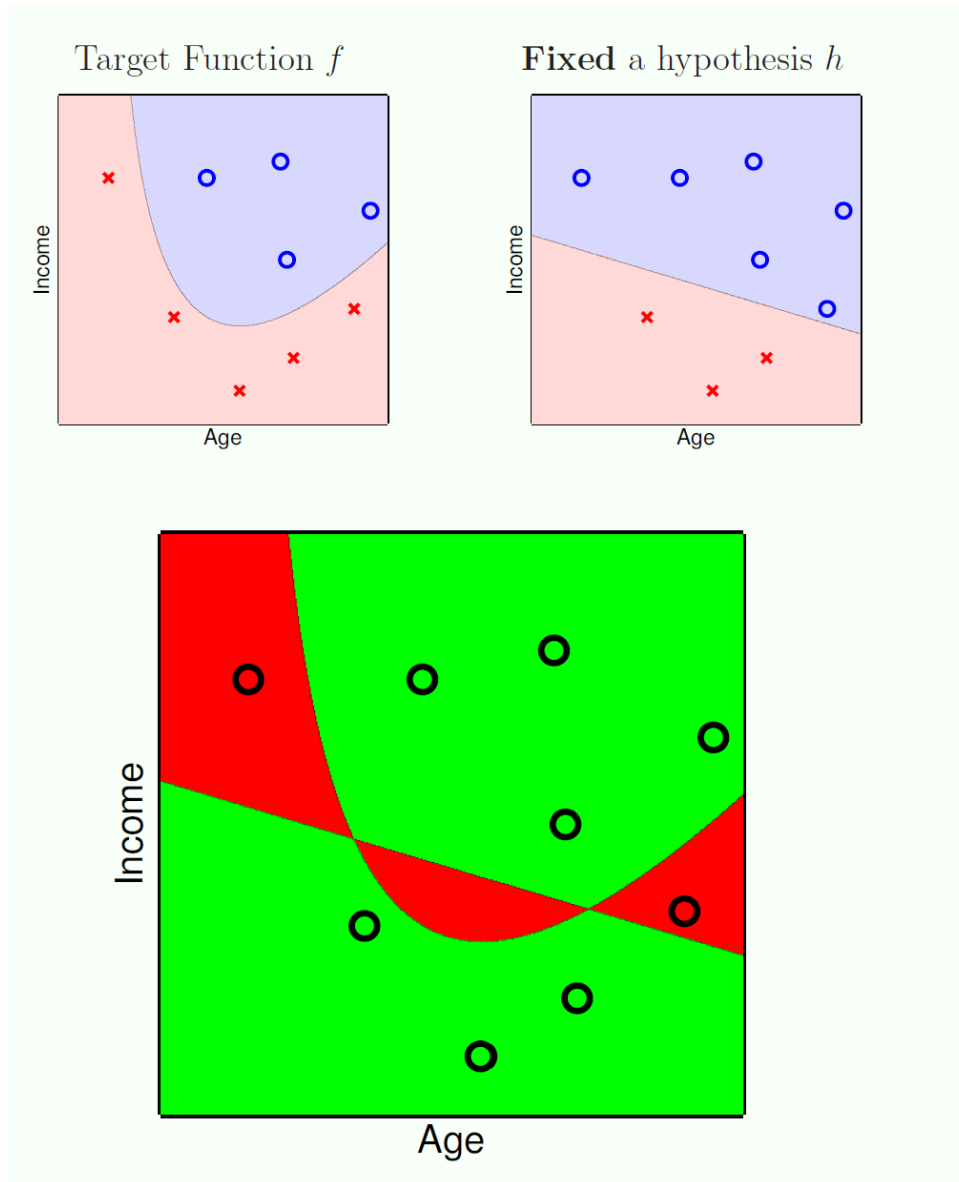 Target Function f
Fixed a hypothesis h
Income
Age
Income
Age
Income
Age